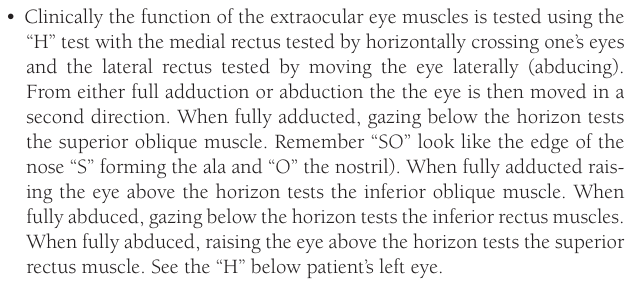 • Clinically the function of the extraocular eye muscles is tested using the
“H” test with the medial rectus tested by horizontally crossing one’s eyes
and the lateral rectus tested by moving the eye laterally (abducing).
From either full adduction or abduction the the eye is then moved in a
second direction. When fully adducted, gazing below the horizon tests
the superior oblique muscle. Remember “SO” look like the edge of the
nose “S” forming the ala and “O” the nostril). When fully adducted rais-
ing the eye above the horizon tests the inferior oblique muscle. When
fully abduced, gazing below the horizon tests the inferior rectus muscles.
When fully abduced, raising the eye above the horizon tests the superior
rectus muscle. See the “H” below patient’s left eye.